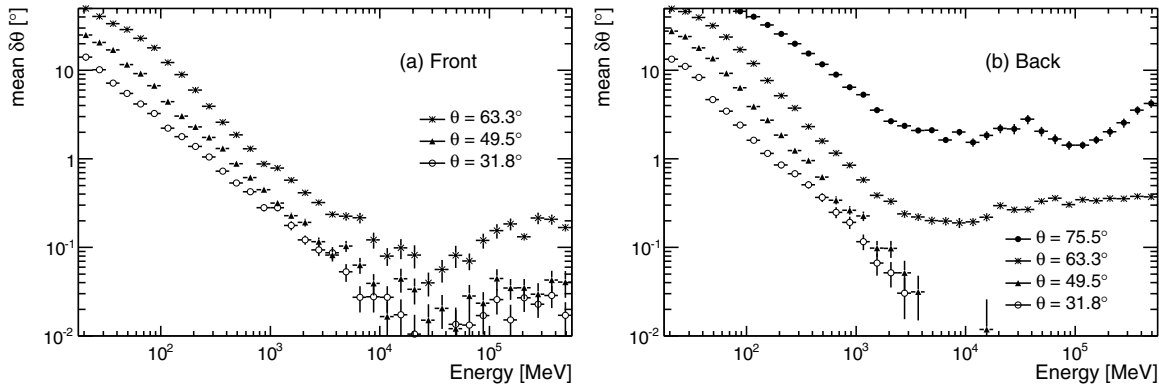 mean δθ [°]
10
1
10⁻¹
10⁻²
10²
10³
10⁴
10⁵
Energy [MeV]
(a) Front
θ = 63.3°
θ = 49.5°
θ = 31.8°
mean δθ [°]
10
1
10⁻¹
10⁻²
10²
10³
10⁴
10⁵
Energy [MeV]
(b) Back
θ = 75.5°
θ = 63.3°
θ = 49.5°
θ = 31.8°